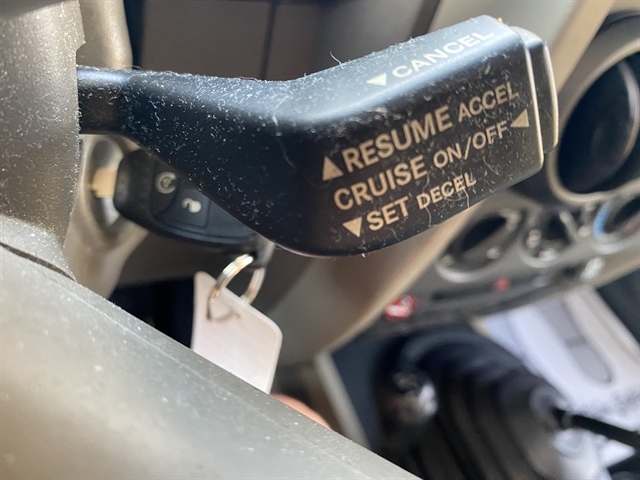 CANCEL
RESUME ACCEL
CRUISE ON/OFF
SET DECEL